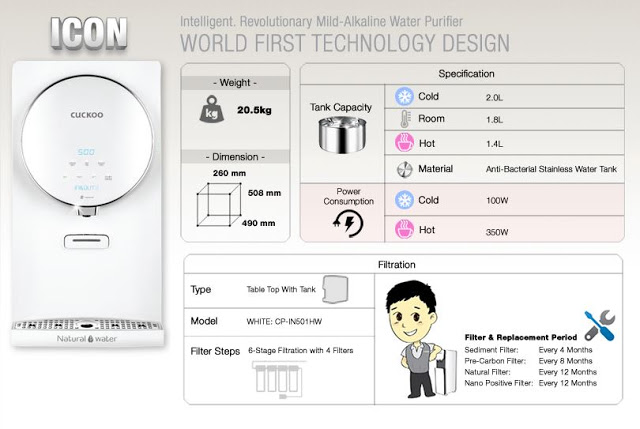 ICON
Intelligent. Revolutionary Mild-Alkaline Water Purifier
WORLD FIRST TECHNOLOGY DESIGN
CUCKOO
500
Natural water
- Weight -
kg
20.5kg
- Dimension -
260 mm
508 mm
490 mm
Specification
Tank Capacity
Cold 2.0L
Room 1.8L
Hot 1.4L
Material Anti-Bacterial Stainless Water Tank
Power
Consumption
Cold 100W
Hot 350W
Filtration
Type Table Top With Tank
Model WHITE: CP-IN501HW
Filter Steps 6-Stage Filtration with 4 Filters
Filter & Replacement Period
Sediment Filter: Every 4 Months
Pre-Carbon Filter: Every 8 Months
Natural Filter: Every 12 Months
Nano Positive Filter: Every 12 Months